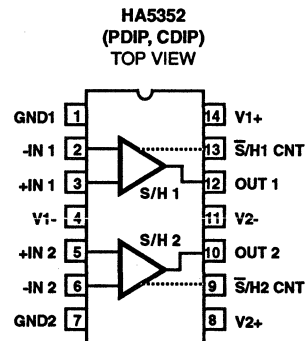 HA5352
(PDIP, CDIP)
TOP VIEW
GND1 1 14 V1+
-IN 1 2 13 S̅/H1 CNT
+IN 1 3 12 OUT 1
S/H 1
V1- 4 11 V2-
S/H 2
+IN 2 5 10 OUT 2
-IN 2 6 9 S̅/H2 CNT
GND2 7 8 V2+